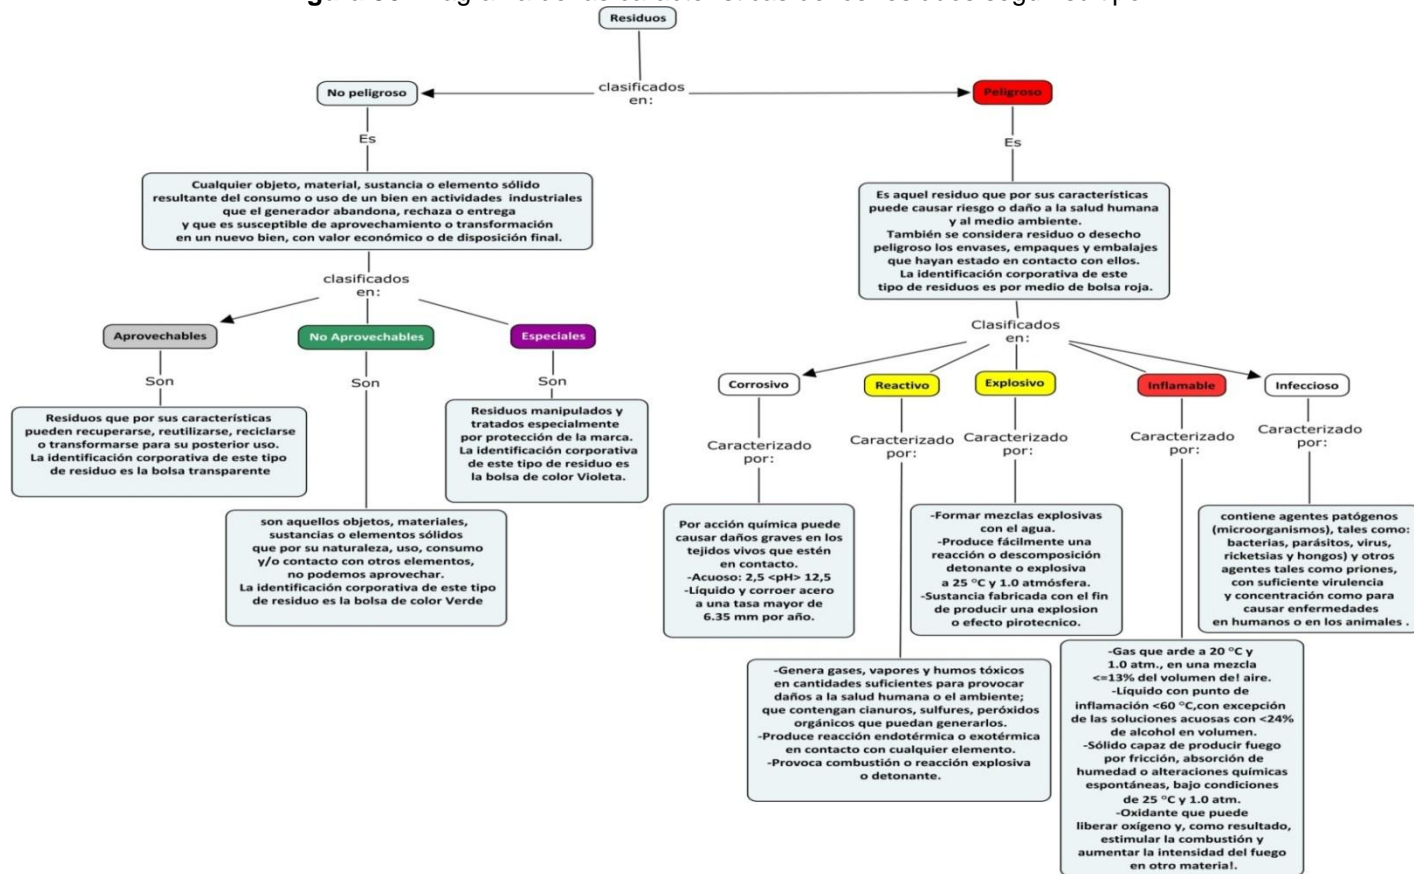 Residuos
clasificados
en:
No peligroso
Peligroso
Es
Cualquier objeto, material, sustancia o elemento sólido
resultante del consumo o uso de un bien en actividades industriales
que el generador abandona, rechaza o entrega
y que es susceptible de aprovechamiento o transformación
en un nuevo bien, con valor económico o de disposición final.
Es
Es aquel residuo que por sus características
puede causar riesgo o daño a la salud humana
y al medio ambiente.
También se considera residuo o desecho
peligroso los envases, empaques y embalajes
que hayan estado en contacto con ellos.
La identificación corporativa de este
tipo de residuos es por medio de bolsa roja.
clasificados
en:
Aprovechables
No Aprovechables
Especiales
Son
Son
Son
Residuos que por sus características
pueden recuperarse, reutilizarse, reciclarse
o transformarse para su posterior uso.
La identificación corporativa de este tipo
de residuo es la bolsa transparente
son aquellos objetos, materiales,
sustancias o elementos sólidos
que por su naturaleza, uso, consumo
y/o contacto con otros elementos,
no podemos aprovechar.
La identificación corporativa de este tipo
de residuo es la bolsa de color Verde
Residuos manipulados y
tratados especialmente
por protección de la marca.
La identificación corporativa
de este tipo de residuo es
la bolsa de color Violeta.
Clasificados
en:
Corrosivo
Reactivo
Explosivo
Inflamable
Infeccioso
Caracterizado
por:
Caracterizado
por:
Caracterizado
por:
Caracterizado
por:
Caracterizado
por:
Por acción química puede
causar daños graves en los
tejidos vivos que estén
en contacto.
-Acuoso: 2,5 <pH> 12,5
-Líquido y corroer acero
a una tasa mayor de
6.35 mm por año.
-Genera gases, vapores y humos tóxicos
en cantidades suficientes para provocar
daños a la salud humana o el ambiente;
que contengan cianuros, sulfures, peróxidos
orgánicos que puedan generarlos.
-Produce reacción endotérmica o exotérmica
en contacto con cualquier elemento.
-Provoca combustión o reacción explosiva
o detonante.
-Formar mezclas explosivas
con el agua.
-Produce fácilmente una
reacción o descomposición
detonante o explosiva
a 25 °C y 1.0 atmósfera.
-Sustancia fabricada con el fin
de producir una explosion
o efecto pirotecnico.
-Gas que arde a 20 °C y
1.0 atm., en una mezcla
<=13% del volumen de! aire.
-Líquido con punto de
inflamación <60 °C,con excepción
de las soluciones acuosas con <24%
de alcohol en volumen.
-Sólido capaz de producir fuego
por fricción, absorción de
humedad o alteraciones químicas
espontáneas, bajo condiciones
de 25 °C y 1.0 atm.
-Oxidante que puede
liberar oxígeno y, como resultado,
estimular la combustión y
aumentar la intensidad del fuego
en otro materia!.
contiene agentes patógenos
(microorganismos), tales como:
bacterias, parásitos, virus,
ricketsias y hongos) y otros
agentes tales como priones,
con suficiente virulencia
y concentración como para
causar enfermedades
en humanos o en los animales .